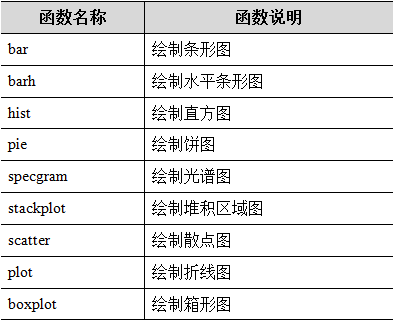 函数名称 函数说明
bar 绘制条形图
barh 绘制水平条形图
hist 绘制直方图
pie 绘制饼图
specgram 绘制光谱图
stackplot 绘制堆积区域图
scatter 绘制散点图
plot 绘制折线图
boxplot 绘制箱形图